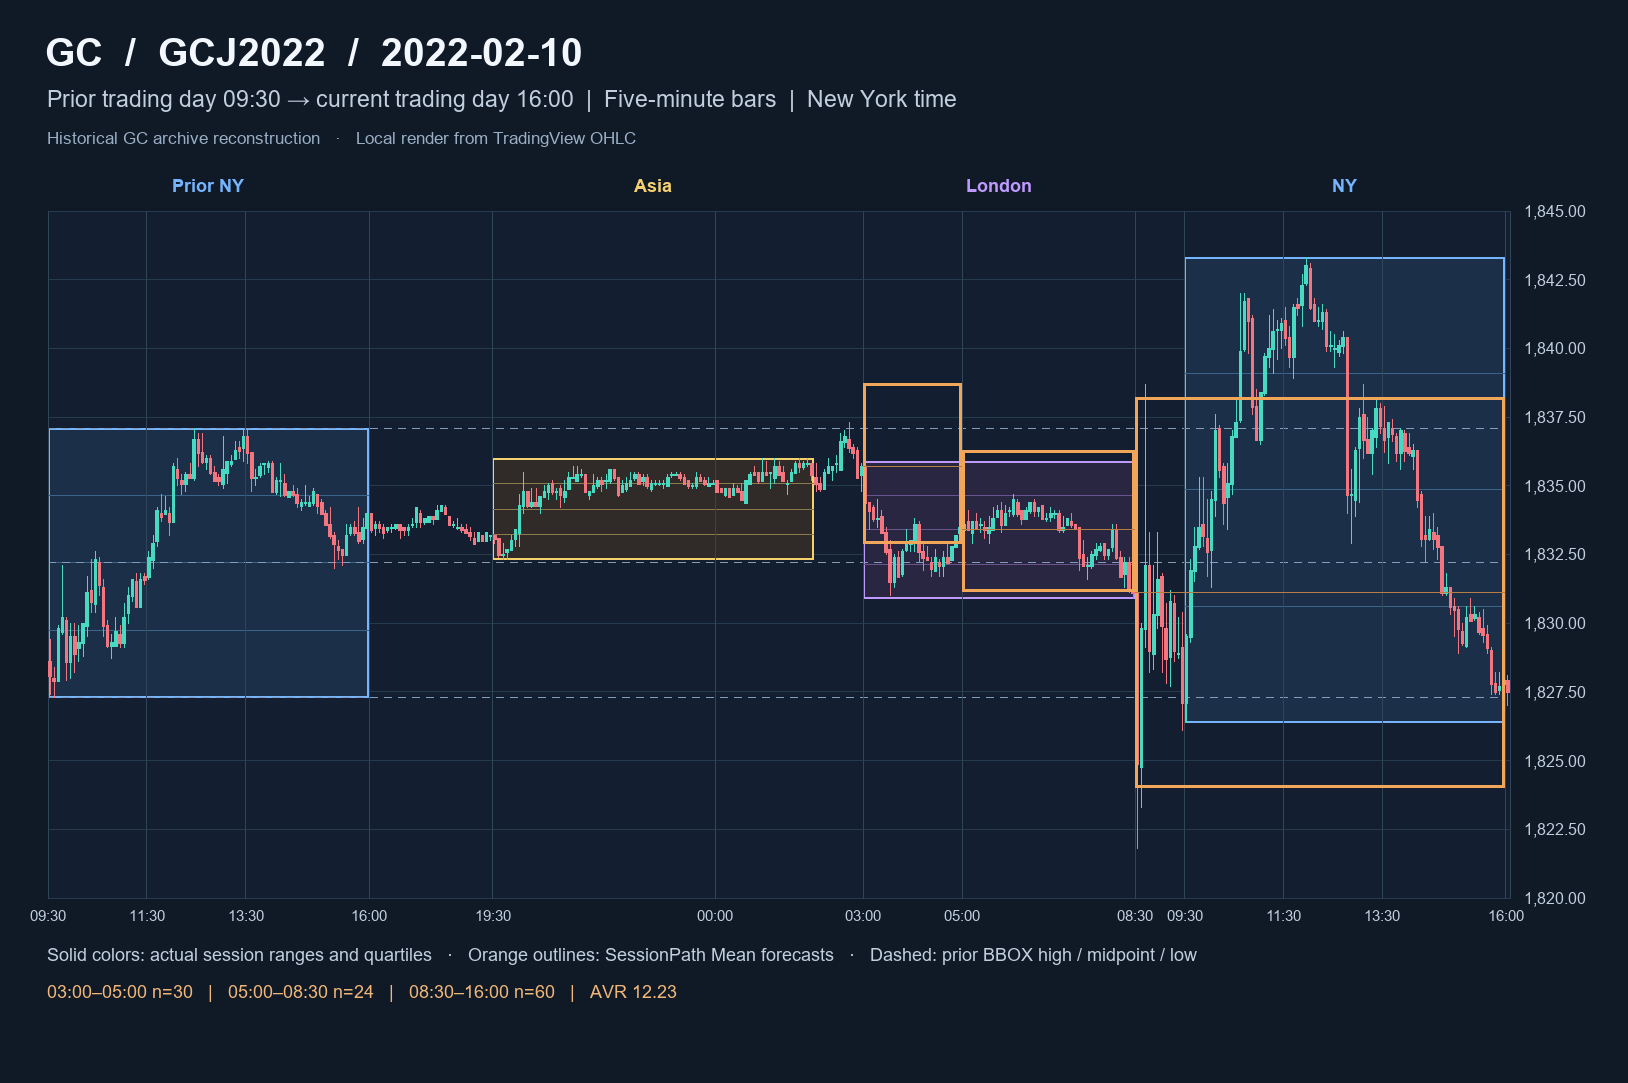 GC / GCJ2022 / 2022-02-10
Prior trading day 09:30 → current trading day 16:00 | Five-minute bars | New York time
Historical GC archive reconstruction · Local render from TradingView OHLC
Prior NY Asia London NY
1,845.00
1,842.50
1,840.00
1,837.50
1,835.00
1,832.50
1,830.00
1,827.50
1,825.00
1,822.50
1,820.00
09:30 11:30 13:30 16:00 19:30 00:00 03:00 05:00 08:30 09:30 11:30 13:30 16:00
Solid colors: actual session ranges and quartiles · Orange outlines: SessionPath Mean forecasts · Dashed: prior BBOX high / midpoint / low
03:00–05:00 n=30 | 05:00–08:30 n=24 | 08:30–16:00 n=60 | AVR 12.23